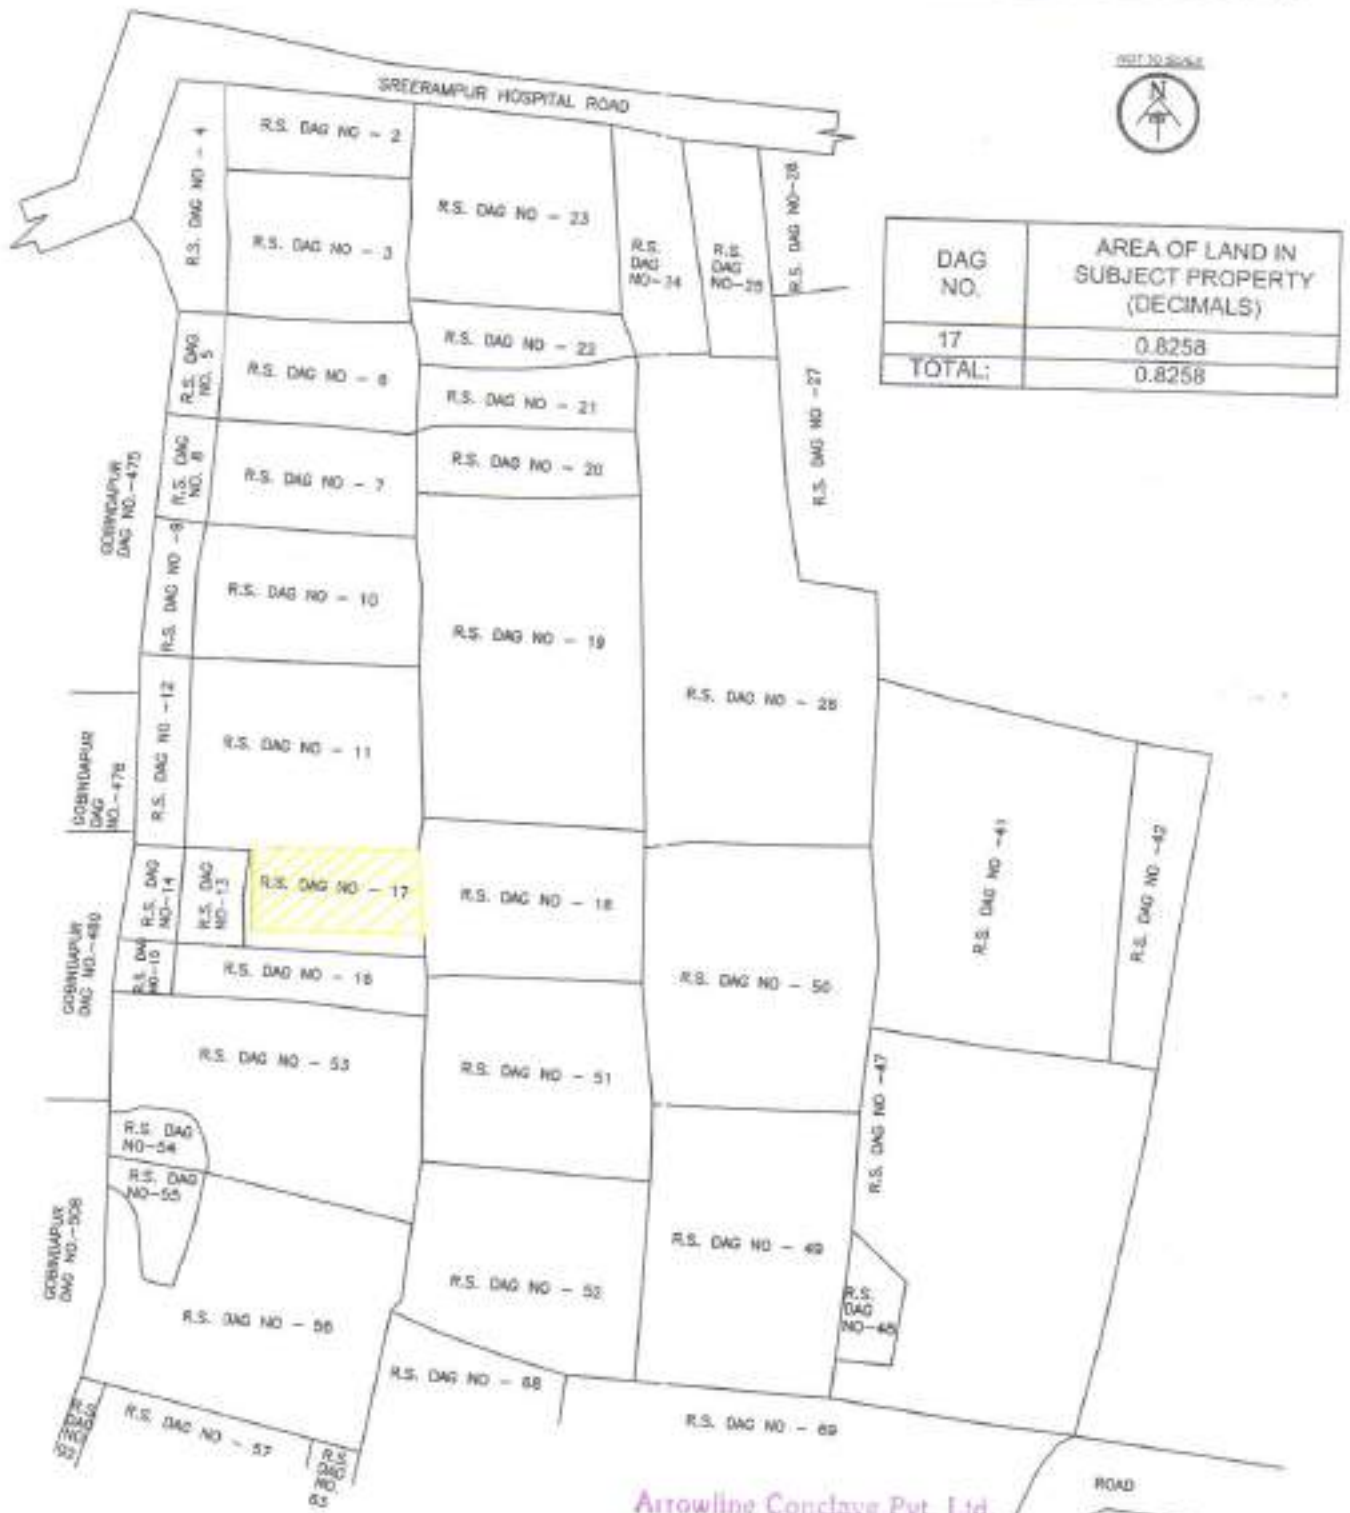 NOT TO SCALE
N
SREERAMPUR HOSPITAL ROAD
R.S. DAG NO - 4
R.S. DAG NO - 2
R.S. DAG NO - 3
R.S. DAG NO - 23
R.S.
DAG
NO-24
R.S.
DAG
NO-25
R.S. DAG NO-28
DAG
NO.
AREA OF LAND IN
SUBJECT PROPERTY
(DECIMALS)
17
0.8258
TOTAL:
0.8258
R.S. DAG
NO. 5
R.S. DAG NO - 6
R.S. DAG NO - 22
R.S. DAG NO - 21
R.S. DAG NO -27
GOBINDAPUR
DAG NO.-475
R.S. DAG
NO. 8
R.S. DAG NO - 7
R.S. DAG NO - 20
R.S. DAG NO -9
R.S. DAG NO - 10
R.S. DAG NO - 19
R.S. DAG NO - 26
GOBINDAPUR
DAG
NO.-476
R.S. DAG NO -12
R.S. DAG NO - 11
R.S. DAG NO -41
R.S. DAG NO -42
GOBINDAPUR
DAG NO.-480
R.S. DAG
NO-14
R.S. DAG
NO-13
R.S. DAG NO - 17
R.S. DAG NO - 18
R.S. DAG
NO-15
R.S. DAG NO - 16
R.S. DAG NO - 50
R.S. DAG NO - 53
R.S. DAG NO - 51
R.S. DAG NO -47
R.S. DAG
NO-54
R.S. DAG
NO-55
GOBINDAPUR
DAG NO.-508
R.S. DAG NO - 49
R.S. DAG NO - 52
R.S.
DAG
NO-48
R.S. DAG NO - 56
R.S. DAG NO - 68
R.S.
DAG
NO.
R.S. DAG NO - 57
R.S.
DAG
NO.
63
R.S. DAG NO - 69
ROAD
Arrowline Conclave Pvt. Ltd.